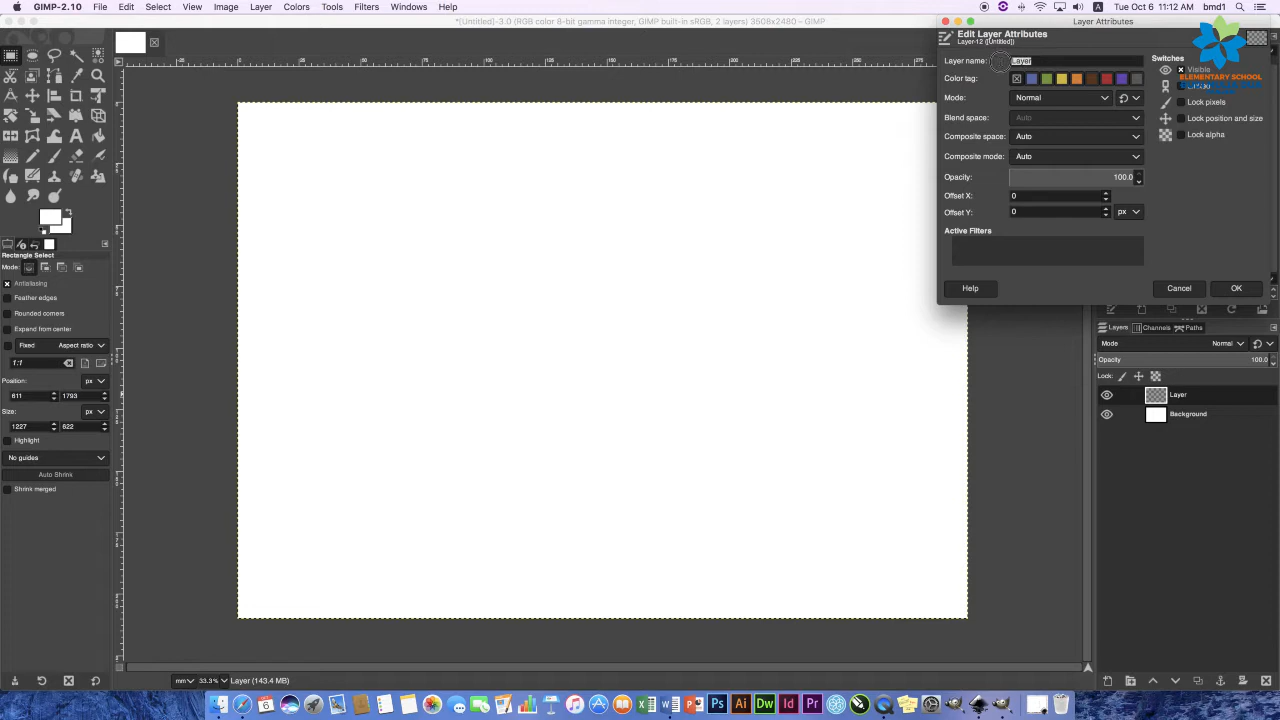 GIMP-2.10 File Edit Select View Image Layer Colors Tools Filters Windows Help
Tue Oct 6 11:12 AM bmd1
*[Untitled]-3.0 (RGB color 8-bit gamma integer, GIMP built-in sRGB, 2 layers) 3508x2480 – GIMP
Layer Attributes
Edit Layer Attributes
Layer-12 ([Untitled])
Layer name: Layer
Color tag:
Mode: Normal
Blend space: Auto
Composite space: Auto
Composite mode: Auto
Opacity: 100.0
Offset X: 0
Offset Y: 0 px
Active Filters
Switches
Visible
Lock pixels
Lock position and size
Lock alpha
ELEMENTARY SCHOOL
Help Cancel OK
Rectangle Select
Mode:
Antialiasing
Feather edges
Rounded corners
Expand from center
Fixed Aspect ratio
1:1
Position: px
611 1793
Size: px
1227 622
Highlight
No guides
Auto Shrink
Shrink merged
Layers Channels Paths
Mode Normal
Opacity 100.0
Lock:
Layer
Background
mm 33.3% Layer (143.4 MB)
Ps Ai Dw Id Pr